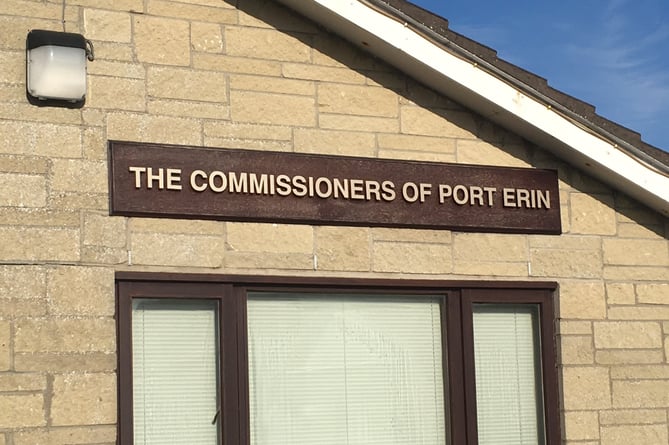 THE COMMISSIONERS OF PORT ERIN